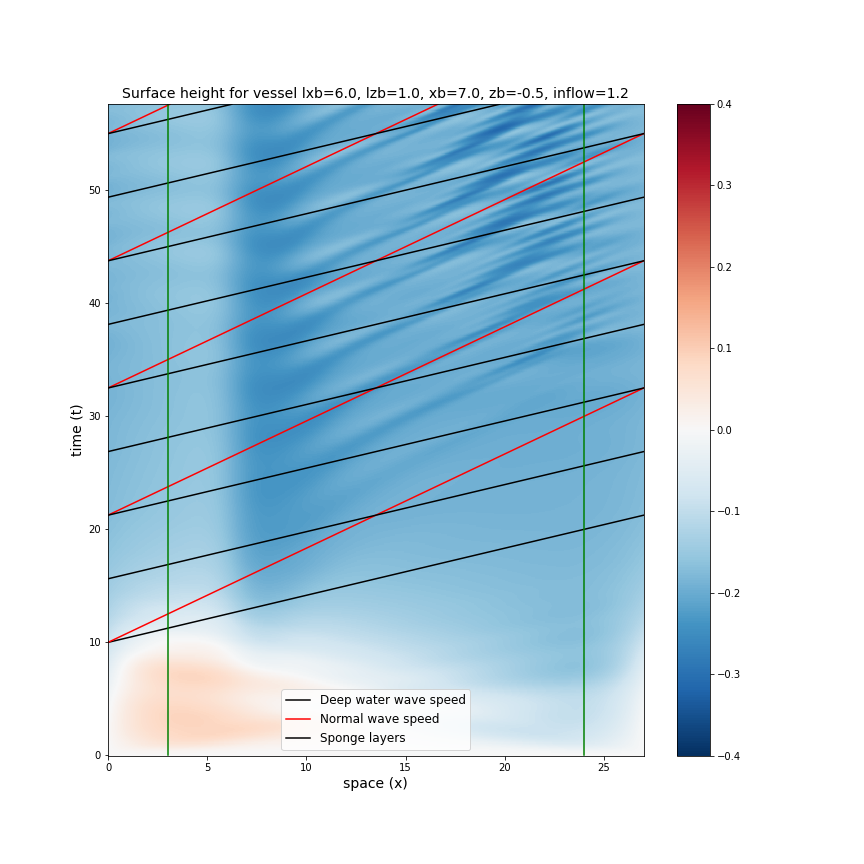 Surface height for vessel lxb=6.0, lzb=1.0, xb=7.0, zb=-0.5, inflow=1.2
time (t)
50
40
30
20
10
0
0 5 10 15 20 25
space (x)
Deep water wave speed
Normal wave speed
Sponge layers
0.4
0.3
0.2
0.1
0.0
−0.1
−0.2
−0.3
−0.4